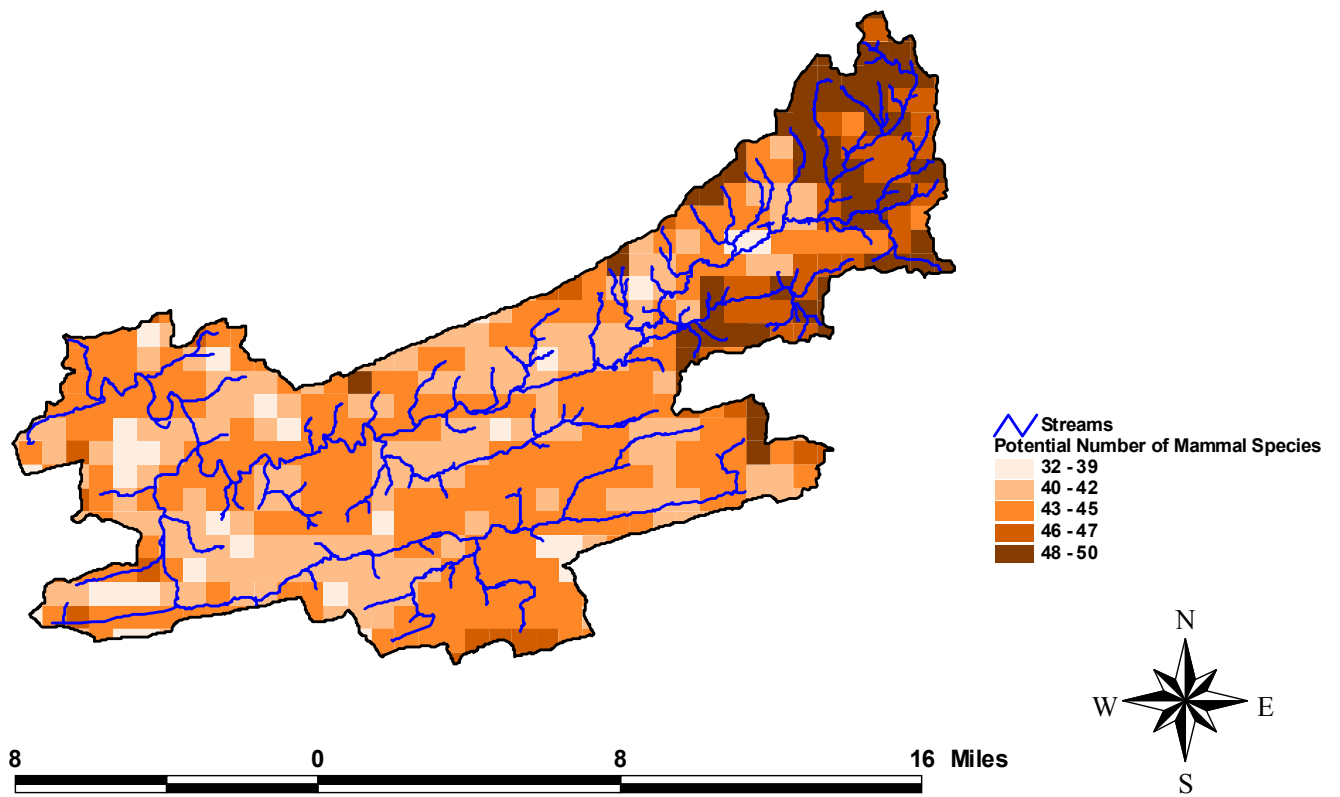 Streams
Potential Number of Mammal Species
32 - 39
40 - 42
43 - 45
46 - 47
48 - 50
N
W E
S
8 0 8 16 Miles